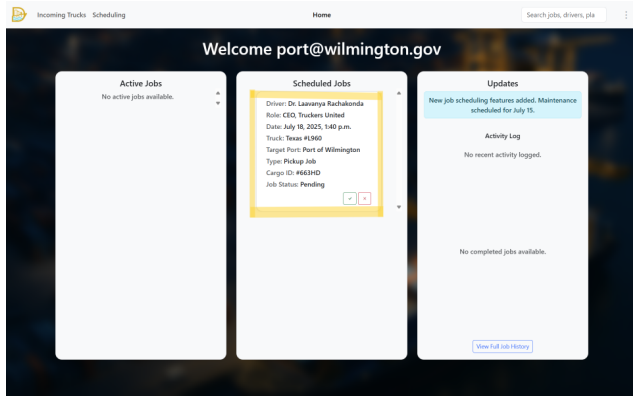 Incoming Trucks Scheduling
Home
Search jobs, drivers, pla
Welcome port@wilmington.gov
Active Jobs
No active jobs available.
Scheduled Jobs
Driver: Dr. Laavanya Rachakonda
Role: CEO, Truckers United
Date: July 18, 2025, 1:40 p.m.
Truck: Texas #L960
Target Port: Port of Wilmington
Type: Pickup Job
Cargo ID: #663HD
Job Status: Pending
Updates
New job scheduling features added. Maintenance
scheduled for July 15.
Activity Log
No recent activity logged.
No completed jobs available.
View Full Job History